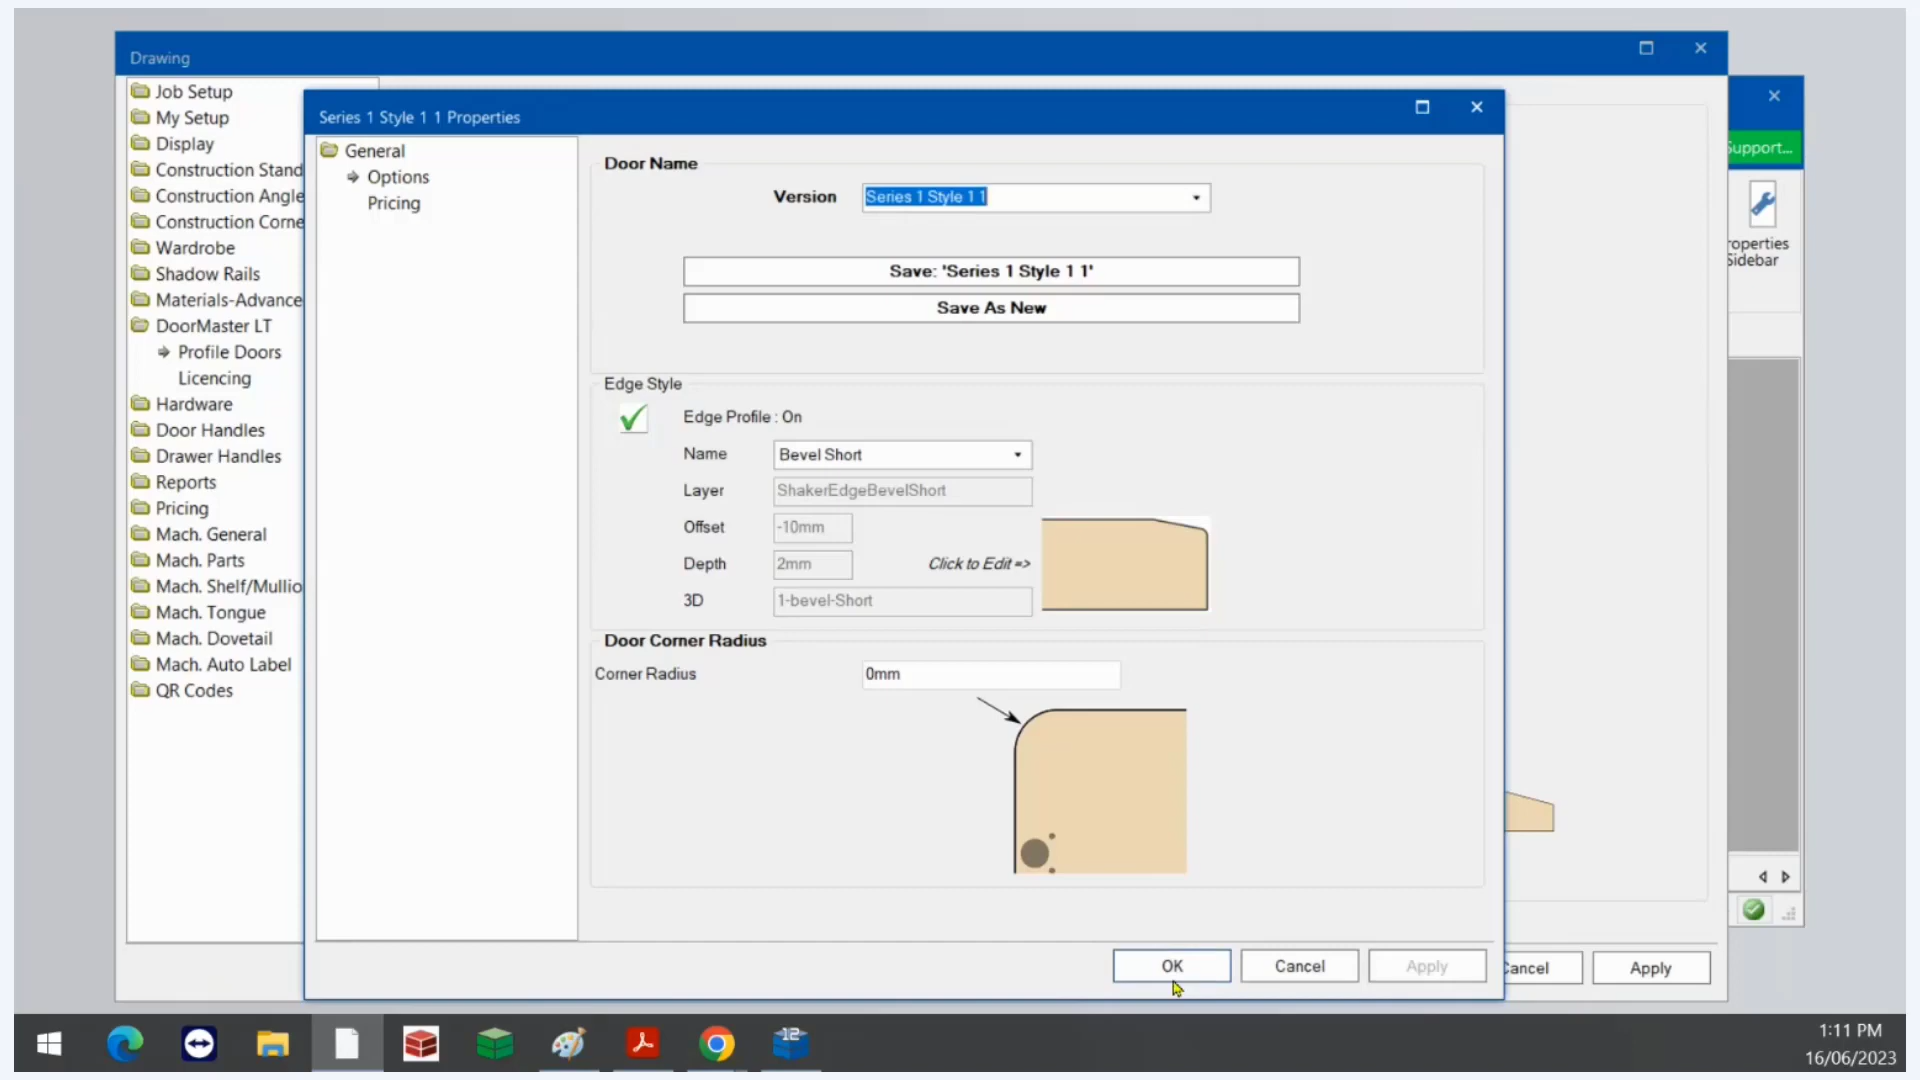 Drawing
Job Setup
My Setup
Display
Construction Stand
Construction Angle
Construction Corne
Wardrobe
Shadow Rails
Materials-Advance
DoorMaster LT
Profile Doors
Licencing
Hardware
Door Handles
Drawer Handles
Reports
Pricing
Mach. General
Mach. Parts
Mach. Shelf/Mullio
Mach. Tongue
Mach. Dovetail
Mach. Auto Label
QR Codes
Series 1 Style 1 1 Properties
General
Options
Pricing
Door Name
Version Series 1 Style 1 1
Save: 'Series 1 Style 1 1'
Save As New
Edge Style
Edge Profile : On
Name Bevel Short
Layer ShakerEdgeBevelShort
Offset -10mm
Depth 2mm Click to Edit =>
3D 1-bevel-Short
Door Corner Radius
Corner Radius 0mm
OK Cancel Apply
Cancel Apply
Support...
roperties
Sidebar
12
1:11 PM
16/06/2023